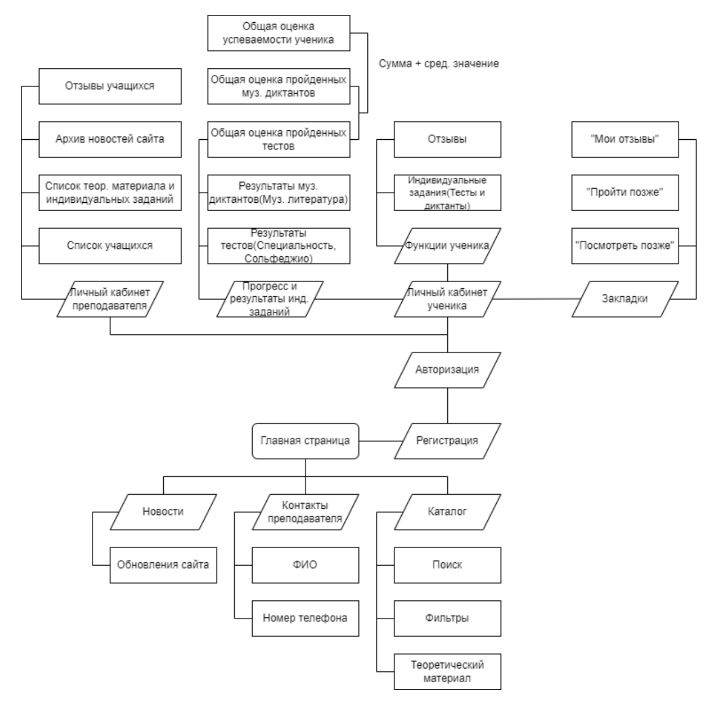 Общая оценка
успеваемости ученика
Сумма + сред. значение
Отзывы учащихся
Общая оценка пройденных
муз. диктантов
Архив новостей сайта
Общая оценка пройденных
тестов
Отзывы
"Мои отзывы"
Список теор. материала и
индивидуальных заданий
Результаты муз.
диктантов(Муз. литература)
Индивидуальные
задания(Тесты и
диктанты)
"Пройти позже"
Список учащихся
Результаты
тестов(Специальность,
Сольфеджио)
Функции ученика
"Посмотреть позже"
Личный кабинет
преподавателя
Прогресс и
результаты инд.
заданий
Личный кабинет
ученика
Закладки
Авторизация
Главная страница
Регистрация
Новости
Контакты
преподавателя
Каталог
Обновления сайта
ФИО
Поиск
Номер телефона
Фильтры
Теоретический
материал